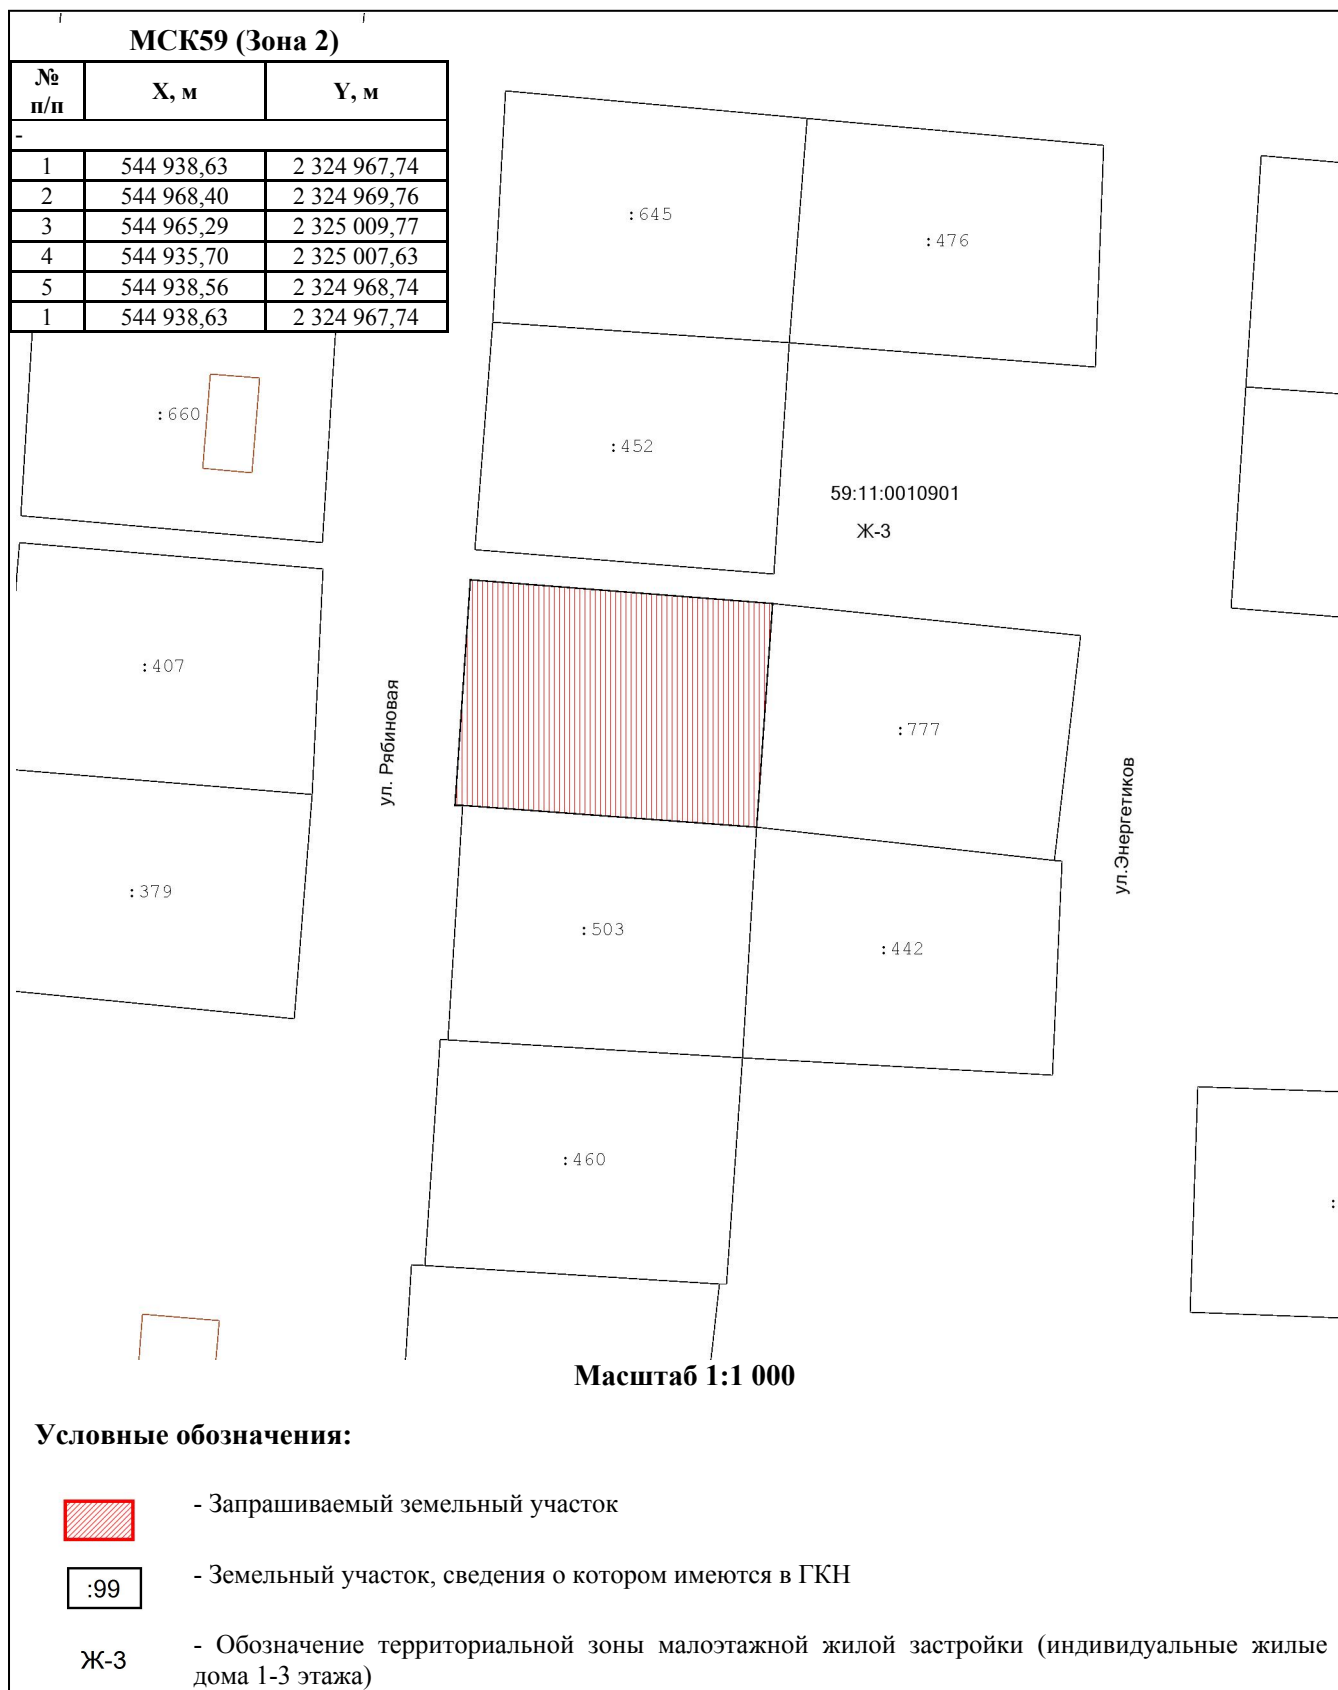 МСК59 (Зона 2)
№ п/п X, м Y, м
-
1 544 938,63 2 324 967,74
2 544 968,40 2 324 969,76
3 544 965,29 2 325 009,77
4 544 935,70 2 325 007,63
5 544 938,56 2 324 968,74
1 544 938,63 2 324 967,74
:645
:476
:660
:452
59:11:0010901
Ж-3
:407
ул. Рябиновая
:777
ул.Энергетиков
:379
:503
:442
:460
:
Масштаб 1:1 000
Условные обозначения:
- Запрашиваемый земельный участок
:99 - Земельный участок, сведения о котором имеются в ГКН
Ж-3 - Обозначение территориальной зоны малоэтажной жилой застройки (индивидуальные жилые
дома 1-3 этажа)